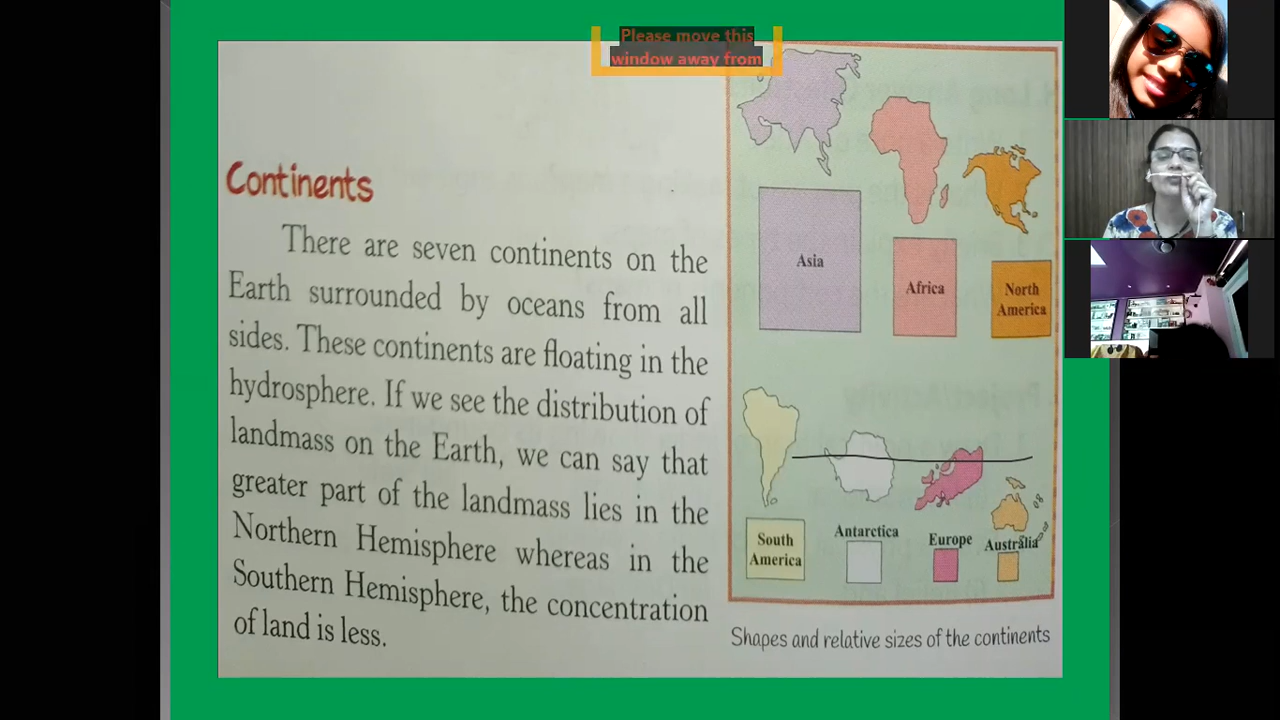 Please move this
window away from
Continents
There are seven continents on the
Earth surrounded by oceans from all
sides. These continents are floating in the
hydrosphere. If we see the distribution of
landmass on the Earth, we can say that
greater part of the landmass lies in the
Northern Hemisphere whereas in the
Southern Hemisphere, the concentration
of land is less.
Asia
Africa
North
America
South
America
Antarctica
Europe
Australia
Shapes and relative sizes of the continents